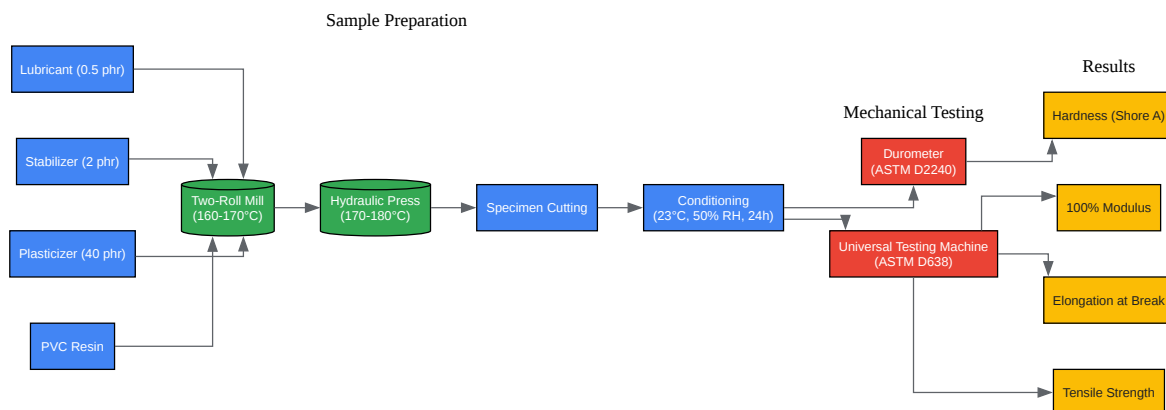 Sample Preparation
Lubricant (0.5 phr)
Stabilizer (2 phr)
Plasticizer (40 phr)
PVC Resin
Two-Roll Mill
(160-170°C)
Hydraulic Press
(170-180°C)
Specimen Cutting
Conditioning
(23°C, 50% RH, 24h)
Mechanical Testing
Durometer
(ASTM D2240)
Universal Testing Machine
(ASTM D638)
Results
Hardness (Shore A)
100% Modulus
Elongation at Break
Tensile Strength